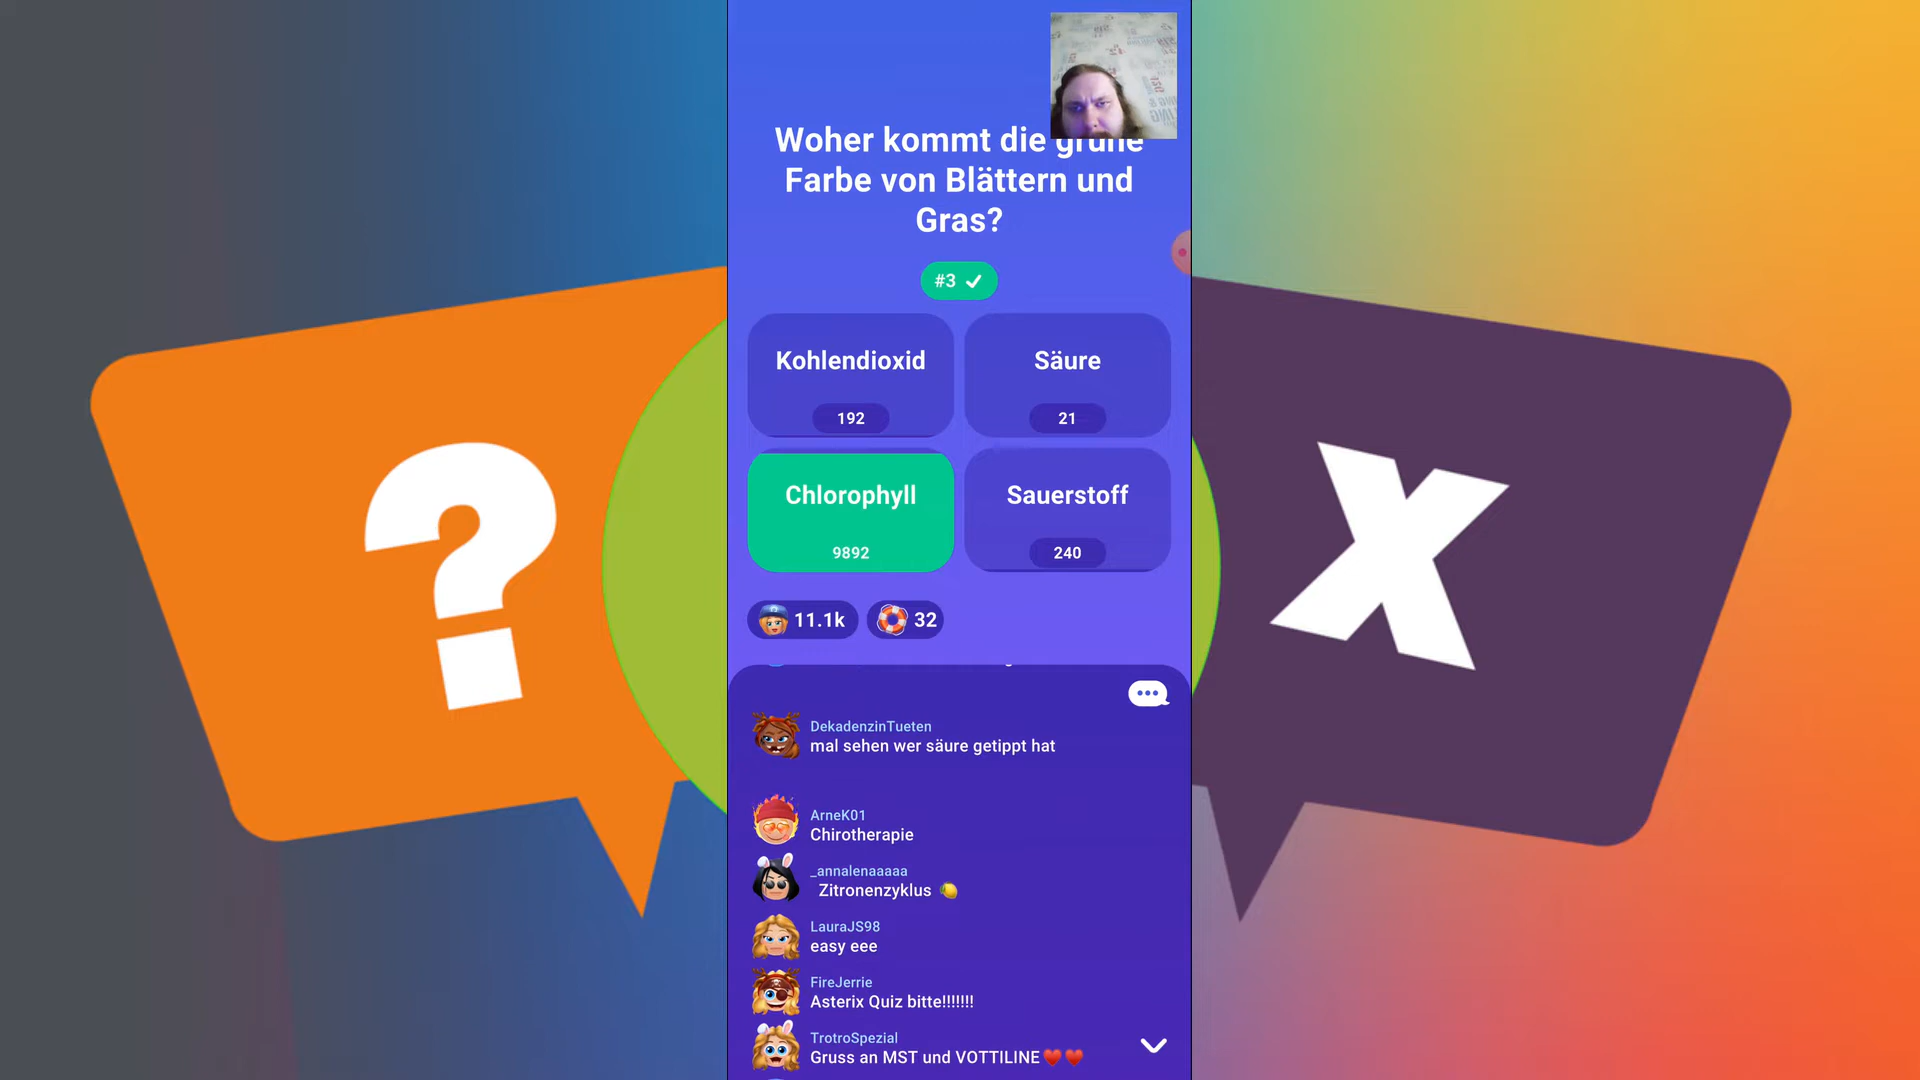 Woher kommt die grüne
Farbe von Blättern und
Gras?
#3
Kohlendioxid
192
Säure
21
Chlorophyll
9892
Sauerstoff
240
11.1k
32
DekadenzinTueten
mal sehen wer säure getippt hat
ArneK01
Chirotherapie
_annalenaaaaa
Zitronenzyklus 🍋
LauraJS98
easy eee
FireJerrie
Asterix Quiz bitte!!!!!!!
TrotroSpezial
Gruss an MST und VOTTILINE♥️♥️
?
X